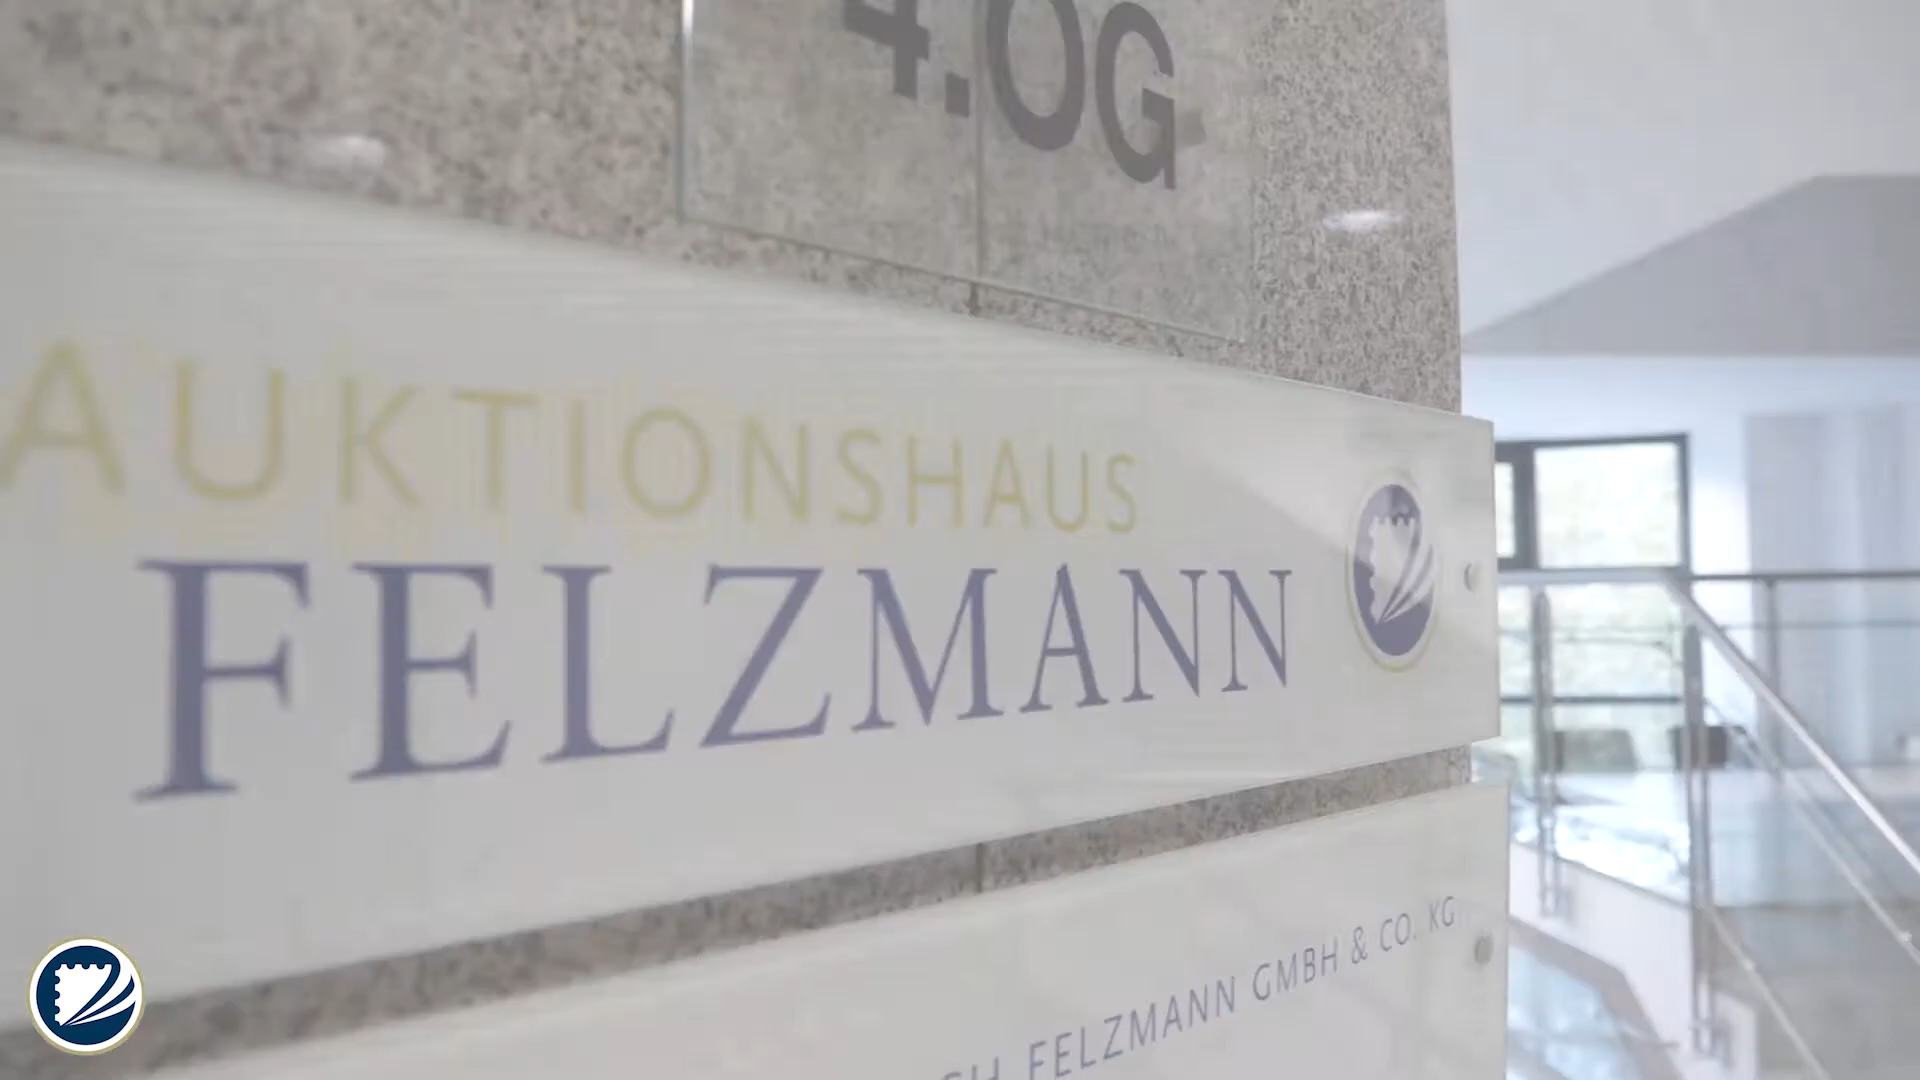 4.OG
AUKTIONSHAUS
FELZMANN
FELZMANN GMBH & CO. KG